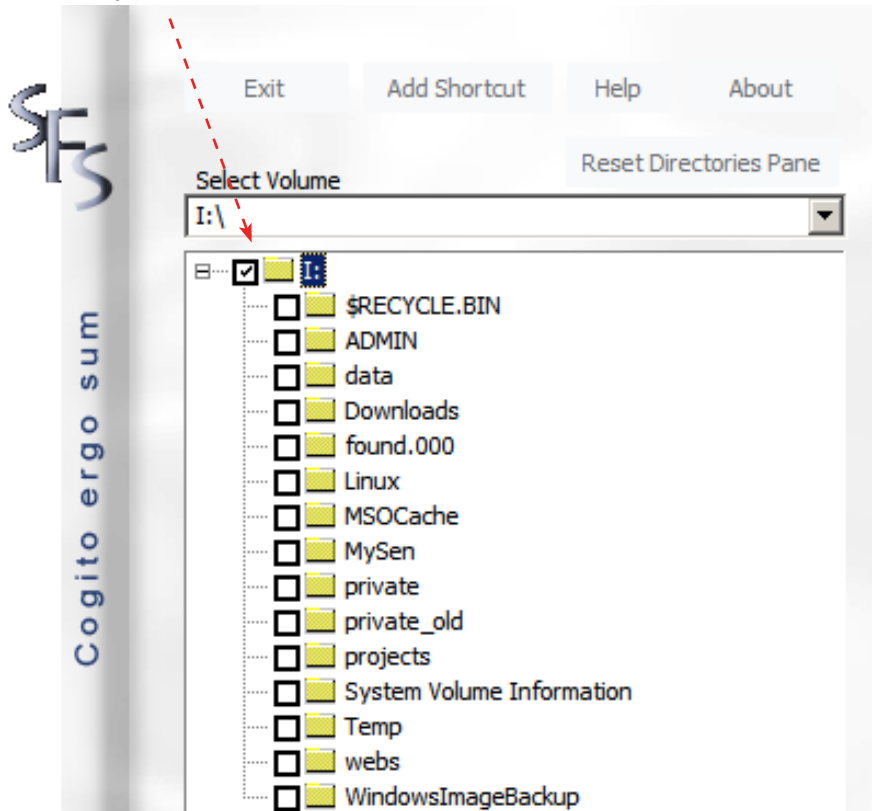 SFS
Exit Add Shortcut Help About
Reset Directories Pane
Select Volume
I:\
I:
$RECYCLE.BIN
ADMIN
data
Downloads
found.000
Linux
MSOCache
MySen
private
private_old
projects
System Volume Information
Temp
webs
WindowsImageBackup
Cogito ergo sum